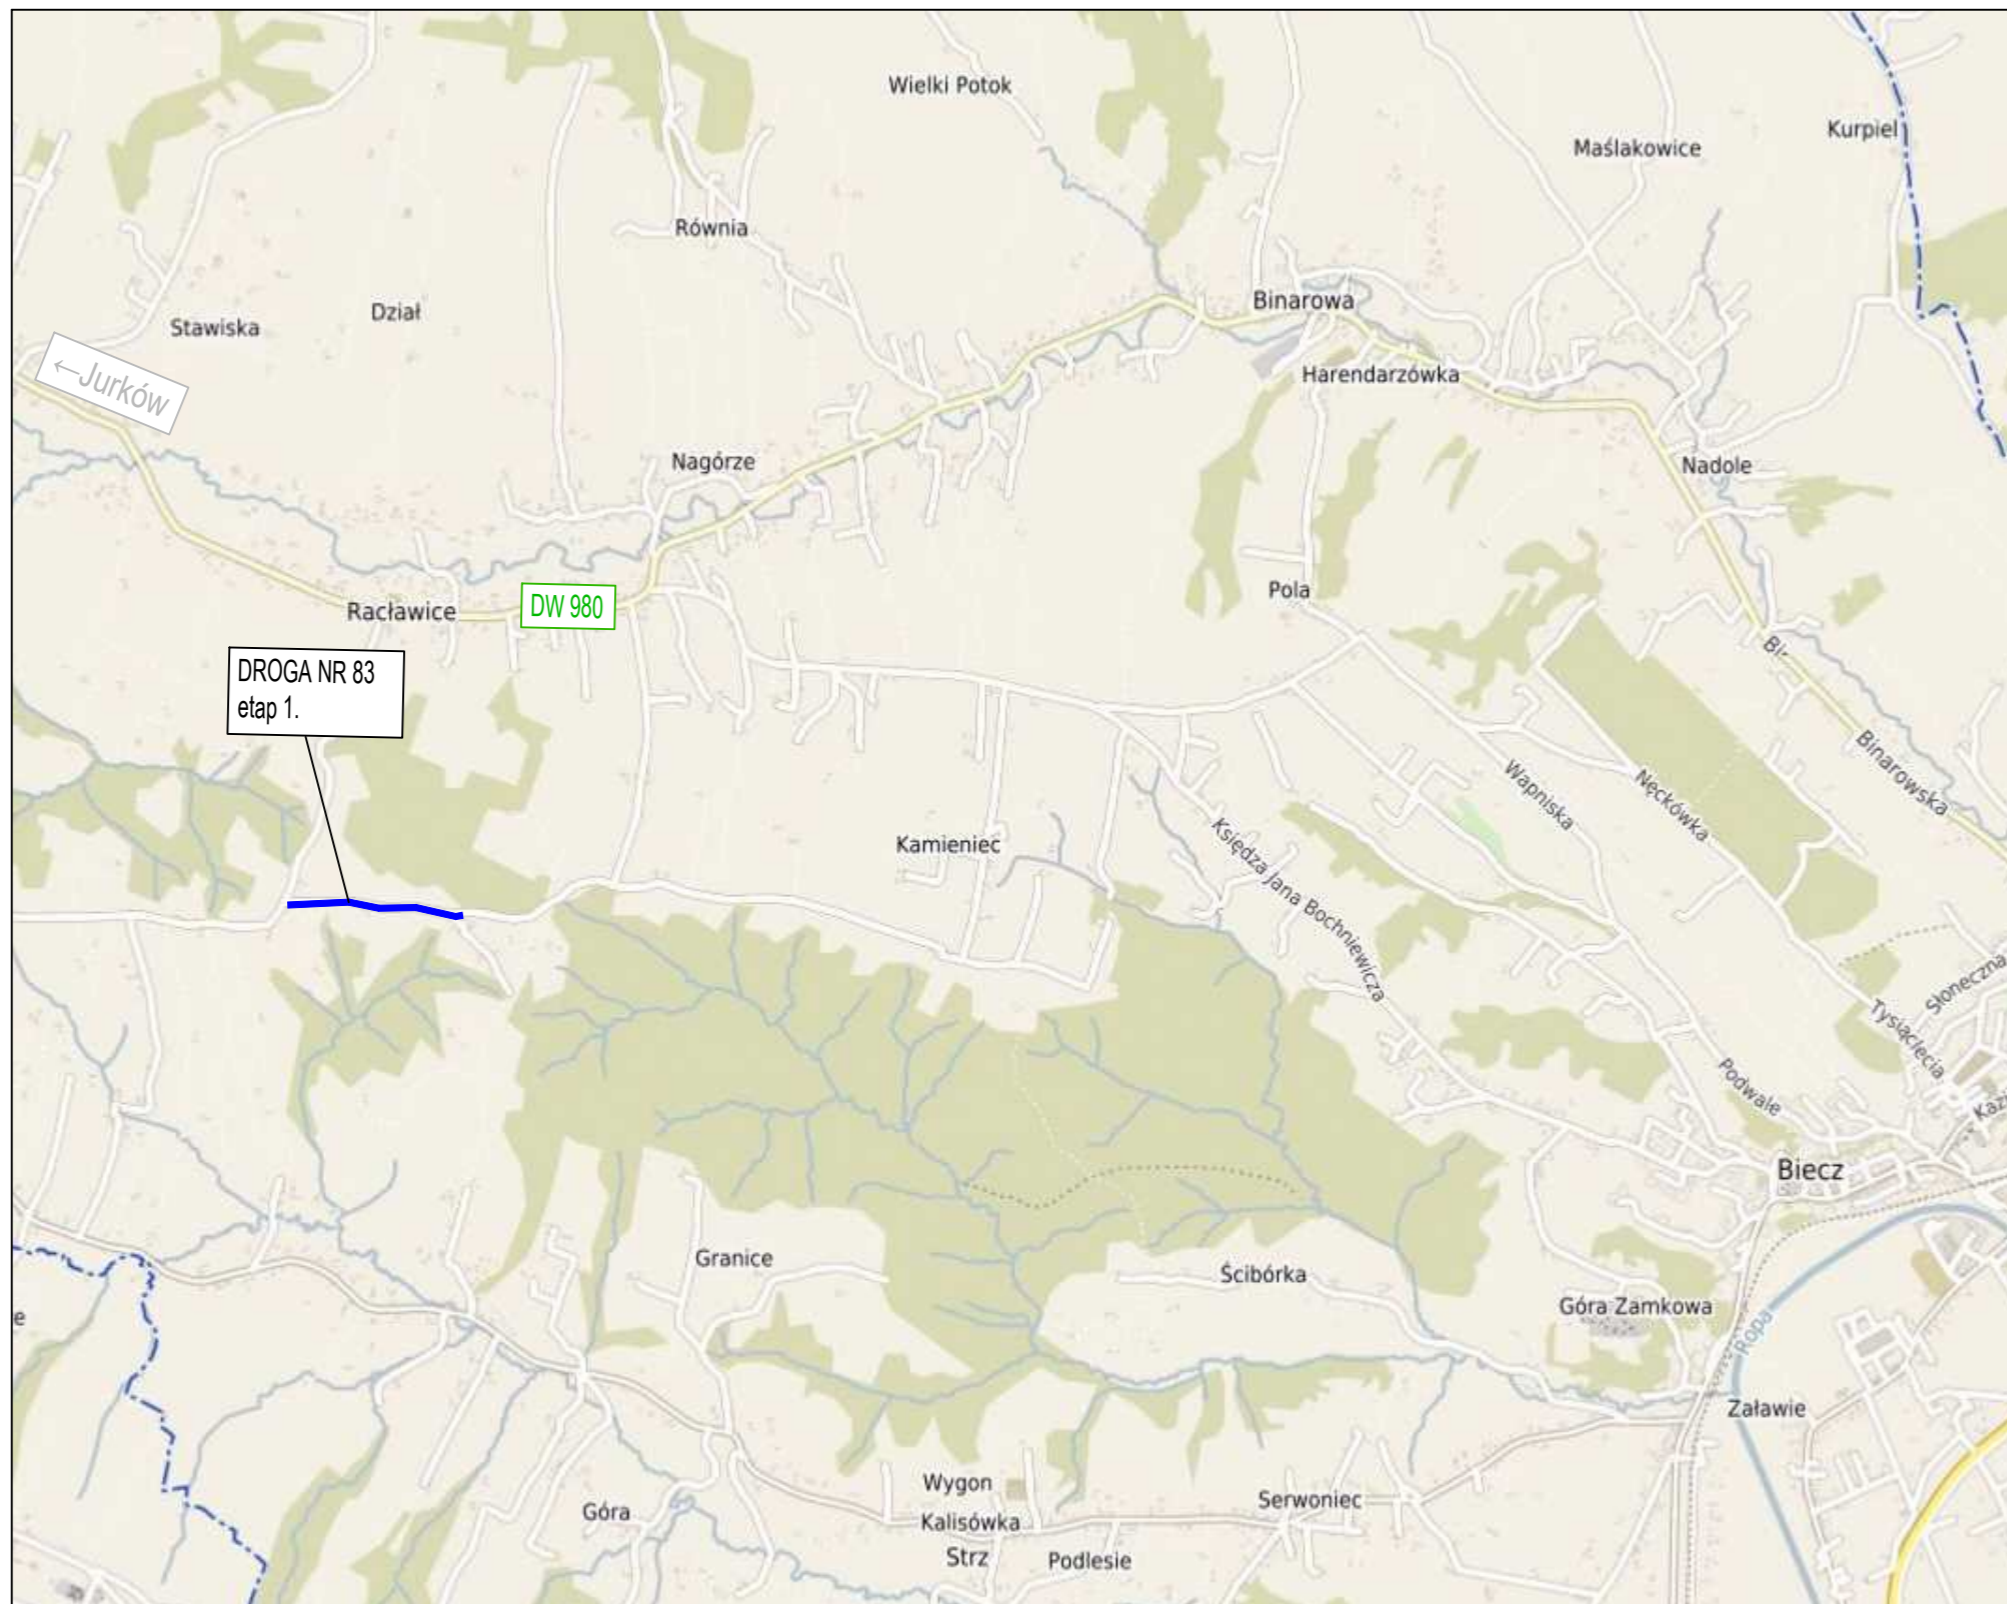 Wielki Potok
Kurpiel
Maślakowice
Równia
Binarowa
Dział
Stawiska
←Jurków
Harendarzówka
Nagórze
Nadole
Pola
DW 980
Racławice
DROGA NR 83
etap 1.
Binarowska
Wapniska
Nęckówka
Kamieniec
Księdza Jana Bochniewicza
Słoneczna
Tysiąclecia
Podwale
Biecz
Granice
Ścibórka
Góra Zamkowa
Ropa
Załawie
Wygon
Serwoniec
Góra
Kalisówka
Strz
Podlesie